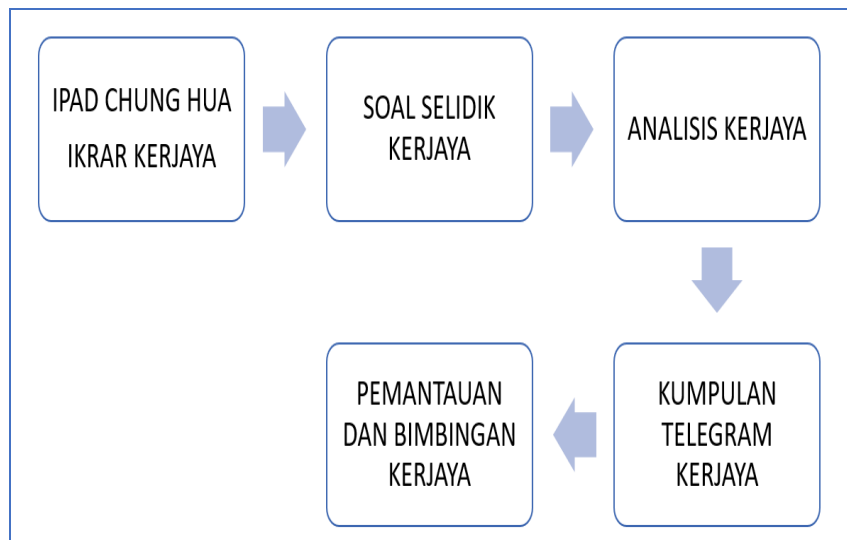 IPAD CHUNG HUA
IKRAR KERJAYA
SOAL SELIDIK
KERJAYA
ANALISIS KERJAYA
KUMPULAN
TELEGRAM
KERJAYA
PEMANTAUAN
DAN BIMBINGAN
KERJAYA